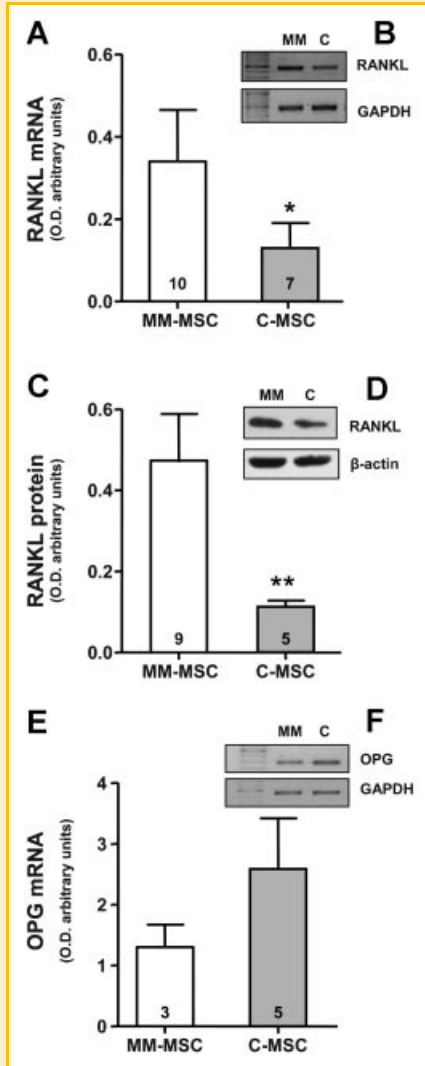 A
B
MM C
RANKL
GAPDH
RANKL mRNA
(O.D. arbitrary units)
0.6
0.4
0.2
0.0
*
10
7
MM-MSC
C-MSC
C
D
MM C
RANKL
β-actin
RANKL protein
(O.D. arbitrary units)
0.6
0.4
0.2
0.0
**
9
5
MM-MSC
C-MSC
E
F
MM C
OPG
GAPDH
OPG mRNA
(O.D. arbitrary units)
4
3
2
1
0
3
5
MM-MSC
C-MSC